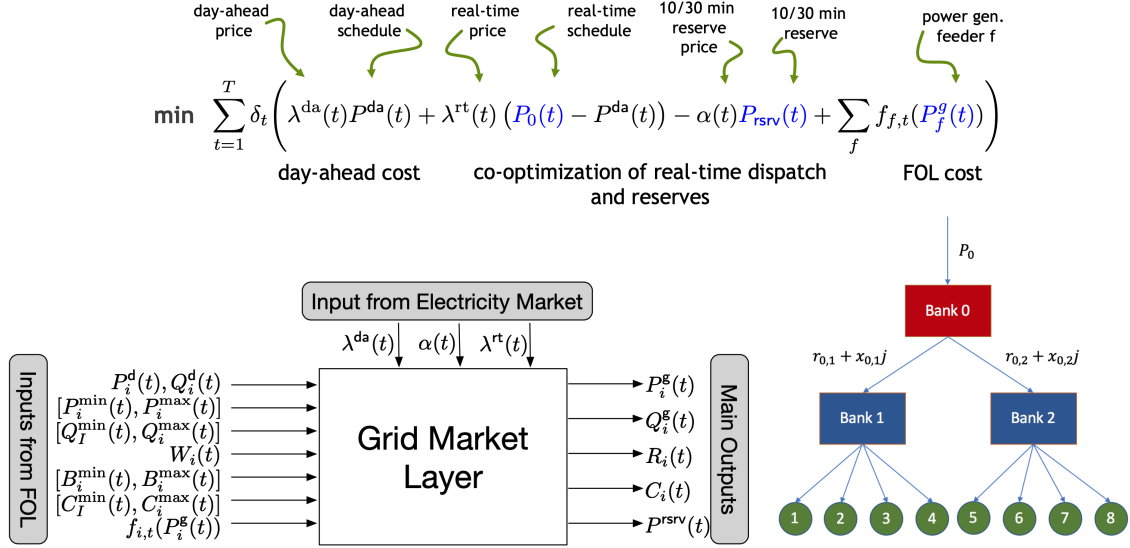 day-ahead
price
day-ahead
schedule
real-time
price
real-time
schedule
10/30 min
reserve
price
10/30 min
reserve
power gen.
feeder f
min \sum_{t=1}^{T} δ_t ( λ^{da}(t)P^{da}(t) + λ^{rt}(t) (P_0(t) − P^{da}(t)) − α(t)P_{rsrv}(t) + \sum_f f_{f,t}(P_f^g(t)) )
day-ahead cost
co-optimization of real-time dispatch
and reserves
FOL cost
Input from Electricity Market
λ^{da}(t) α(t) λ^{rt}(t)
Inputs from FOL
P_i^d(t), Q_i^d(t)
[P_i^{min}(t), P_i^{max}(t)]
[Q_I^{min}(t), Q_i^{max}(t)]
W_i(t)
[B_i^{min}(t), B_i^{max}(t)]
[C_I^{min}(t), C_i^{max}(t)]
f_{i,t}(P_i^g(t))
Grid Market
Layer
P_i^g(t)
Q_i^g(t)
R_i(t)
C_i(t)
P^{rsrv}(t)
Main Outputs
P_0
Bank 0
r_{0,1} + x_{0,1}j
r_{0,2} + x_{0,2}j
Bank 1
Bank 2
1 2 3 4 5 6 7 8